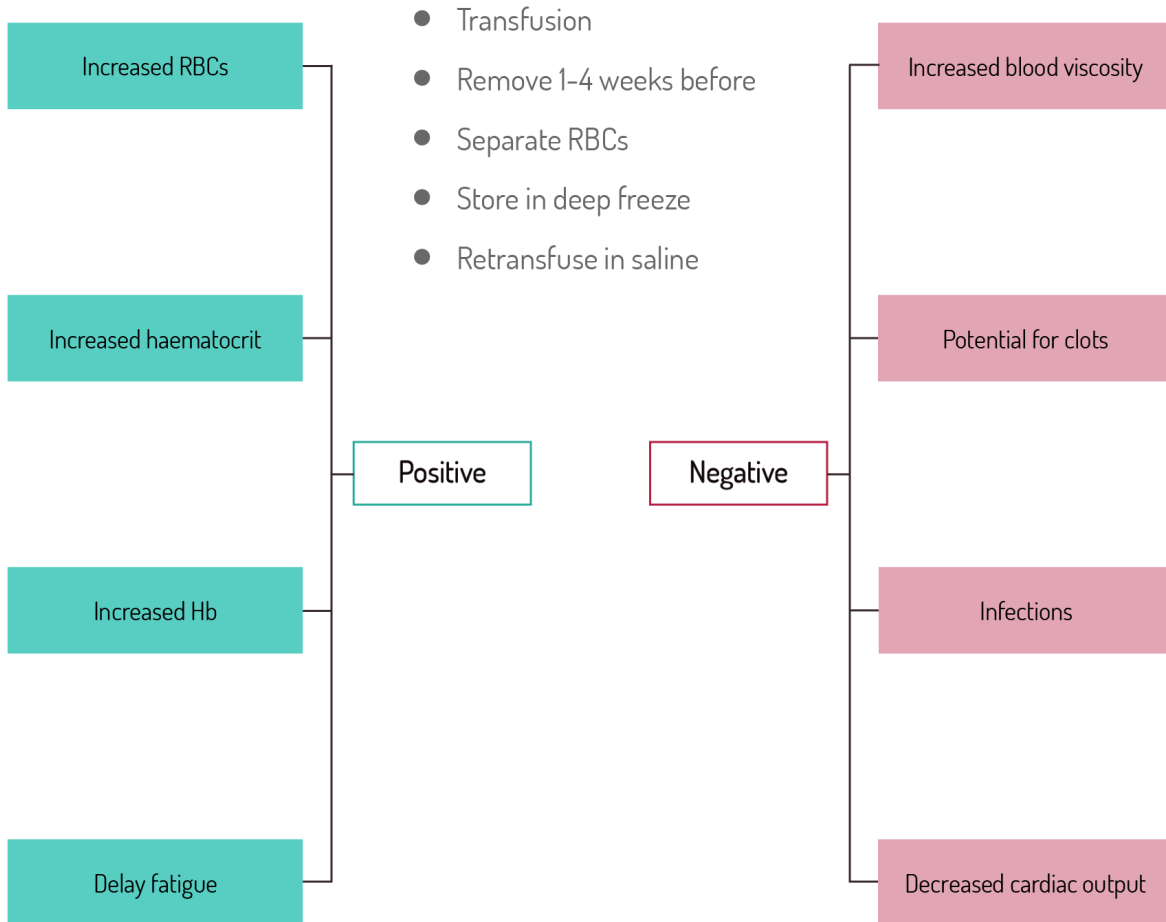 Transfusion
Remove 1-4 weeks before
Separate RBCs
Store in deep freeze
Retransfuse in saline
Positive
Increased RBCs
Increased haematocrit
Increased Hb
Delay fatigue
Negative
Increased blood viscosity
Potential for clots
Infections
Decreased cardiac output